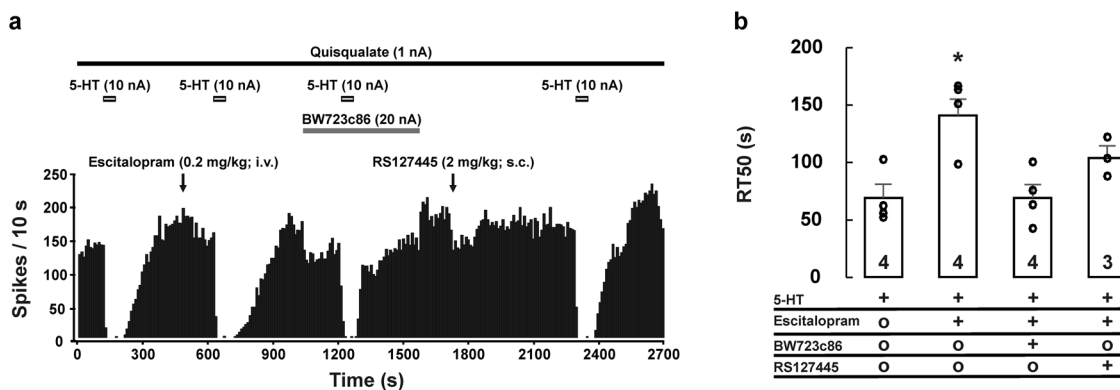 a
Quisqualate (1 nA)
5-HT (10 nA) 5-HT (10 nA) 5-HT (10 nA) 5-HT (10 nA)
BW723c86 (20 nA)
Escitalopram (0.2 mg/kg; i.v.) RS127445 (2 mg/kg; s.c.)
Spikes / 10 s
300
250
200
150
100
50
0
0 300 600 900 1200 1500 1800 2100 2400 2700
Time (s)
b
RT50 (s)
200
150
100
50
0
*
4 4 4 3
5-HT + + + +
Escitalopram o + + +
BW723c86 o o + o
RS127445 o o o +